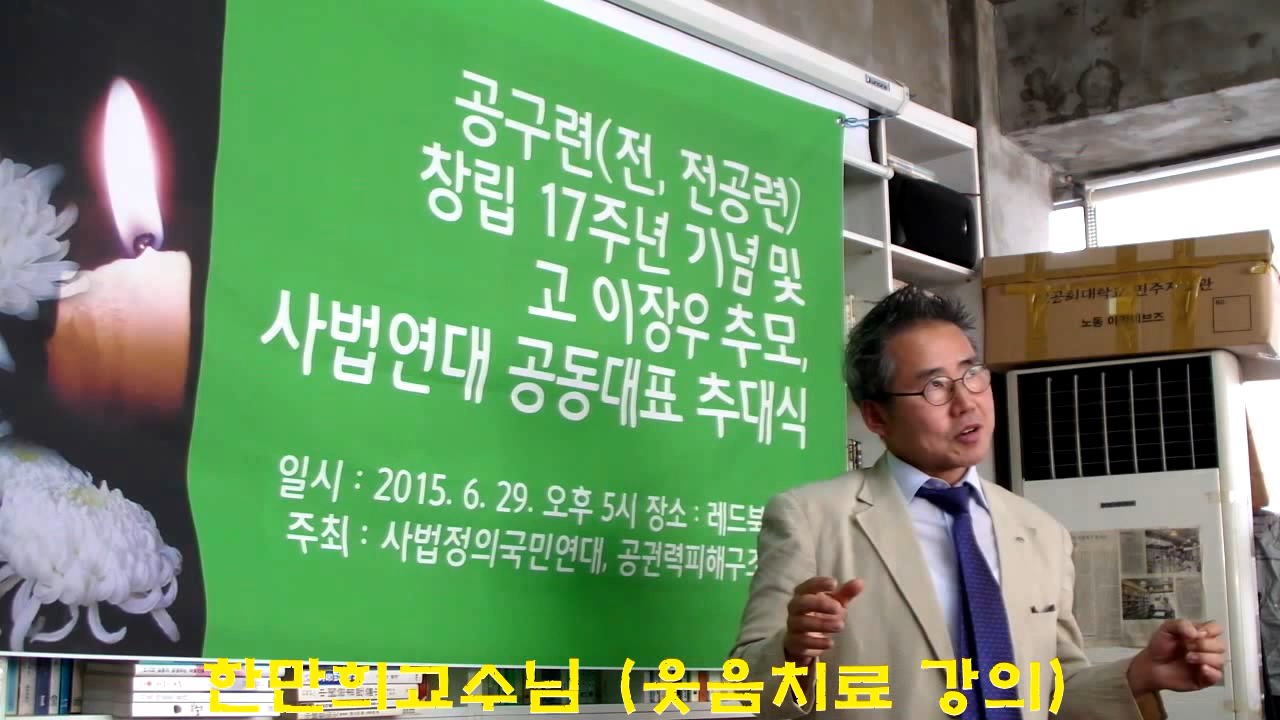 공구련(전, 전공련)
창립 17주년 기념 및
고 이장우 추모,
사법연대 공동대표 추대식
일시 : 2015. 6. 29. 오후 5시 장소 : 레드북
주최 : 사법정의국민연대, 공권력피해구조
노동 아카이브즈
한만희교수님 (웃음치료 강의)